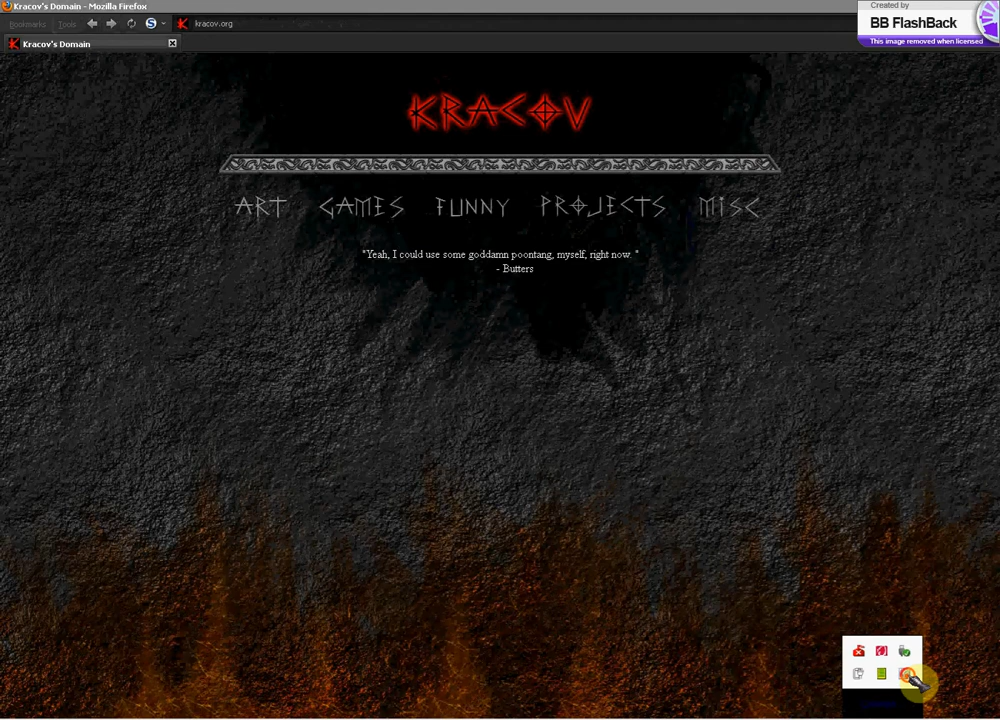 Kracov's Domain - Mozilla Firefox
Bookmarks Tools kracov.org
Kracov's Domain
Created by
BB FlashBack
This image removed when licensed
KRACOV
ART GAMES FUNNY PROJECTS MISC
"Yeah, I could use some goddamn poontang, myself, right now. "
- Butters